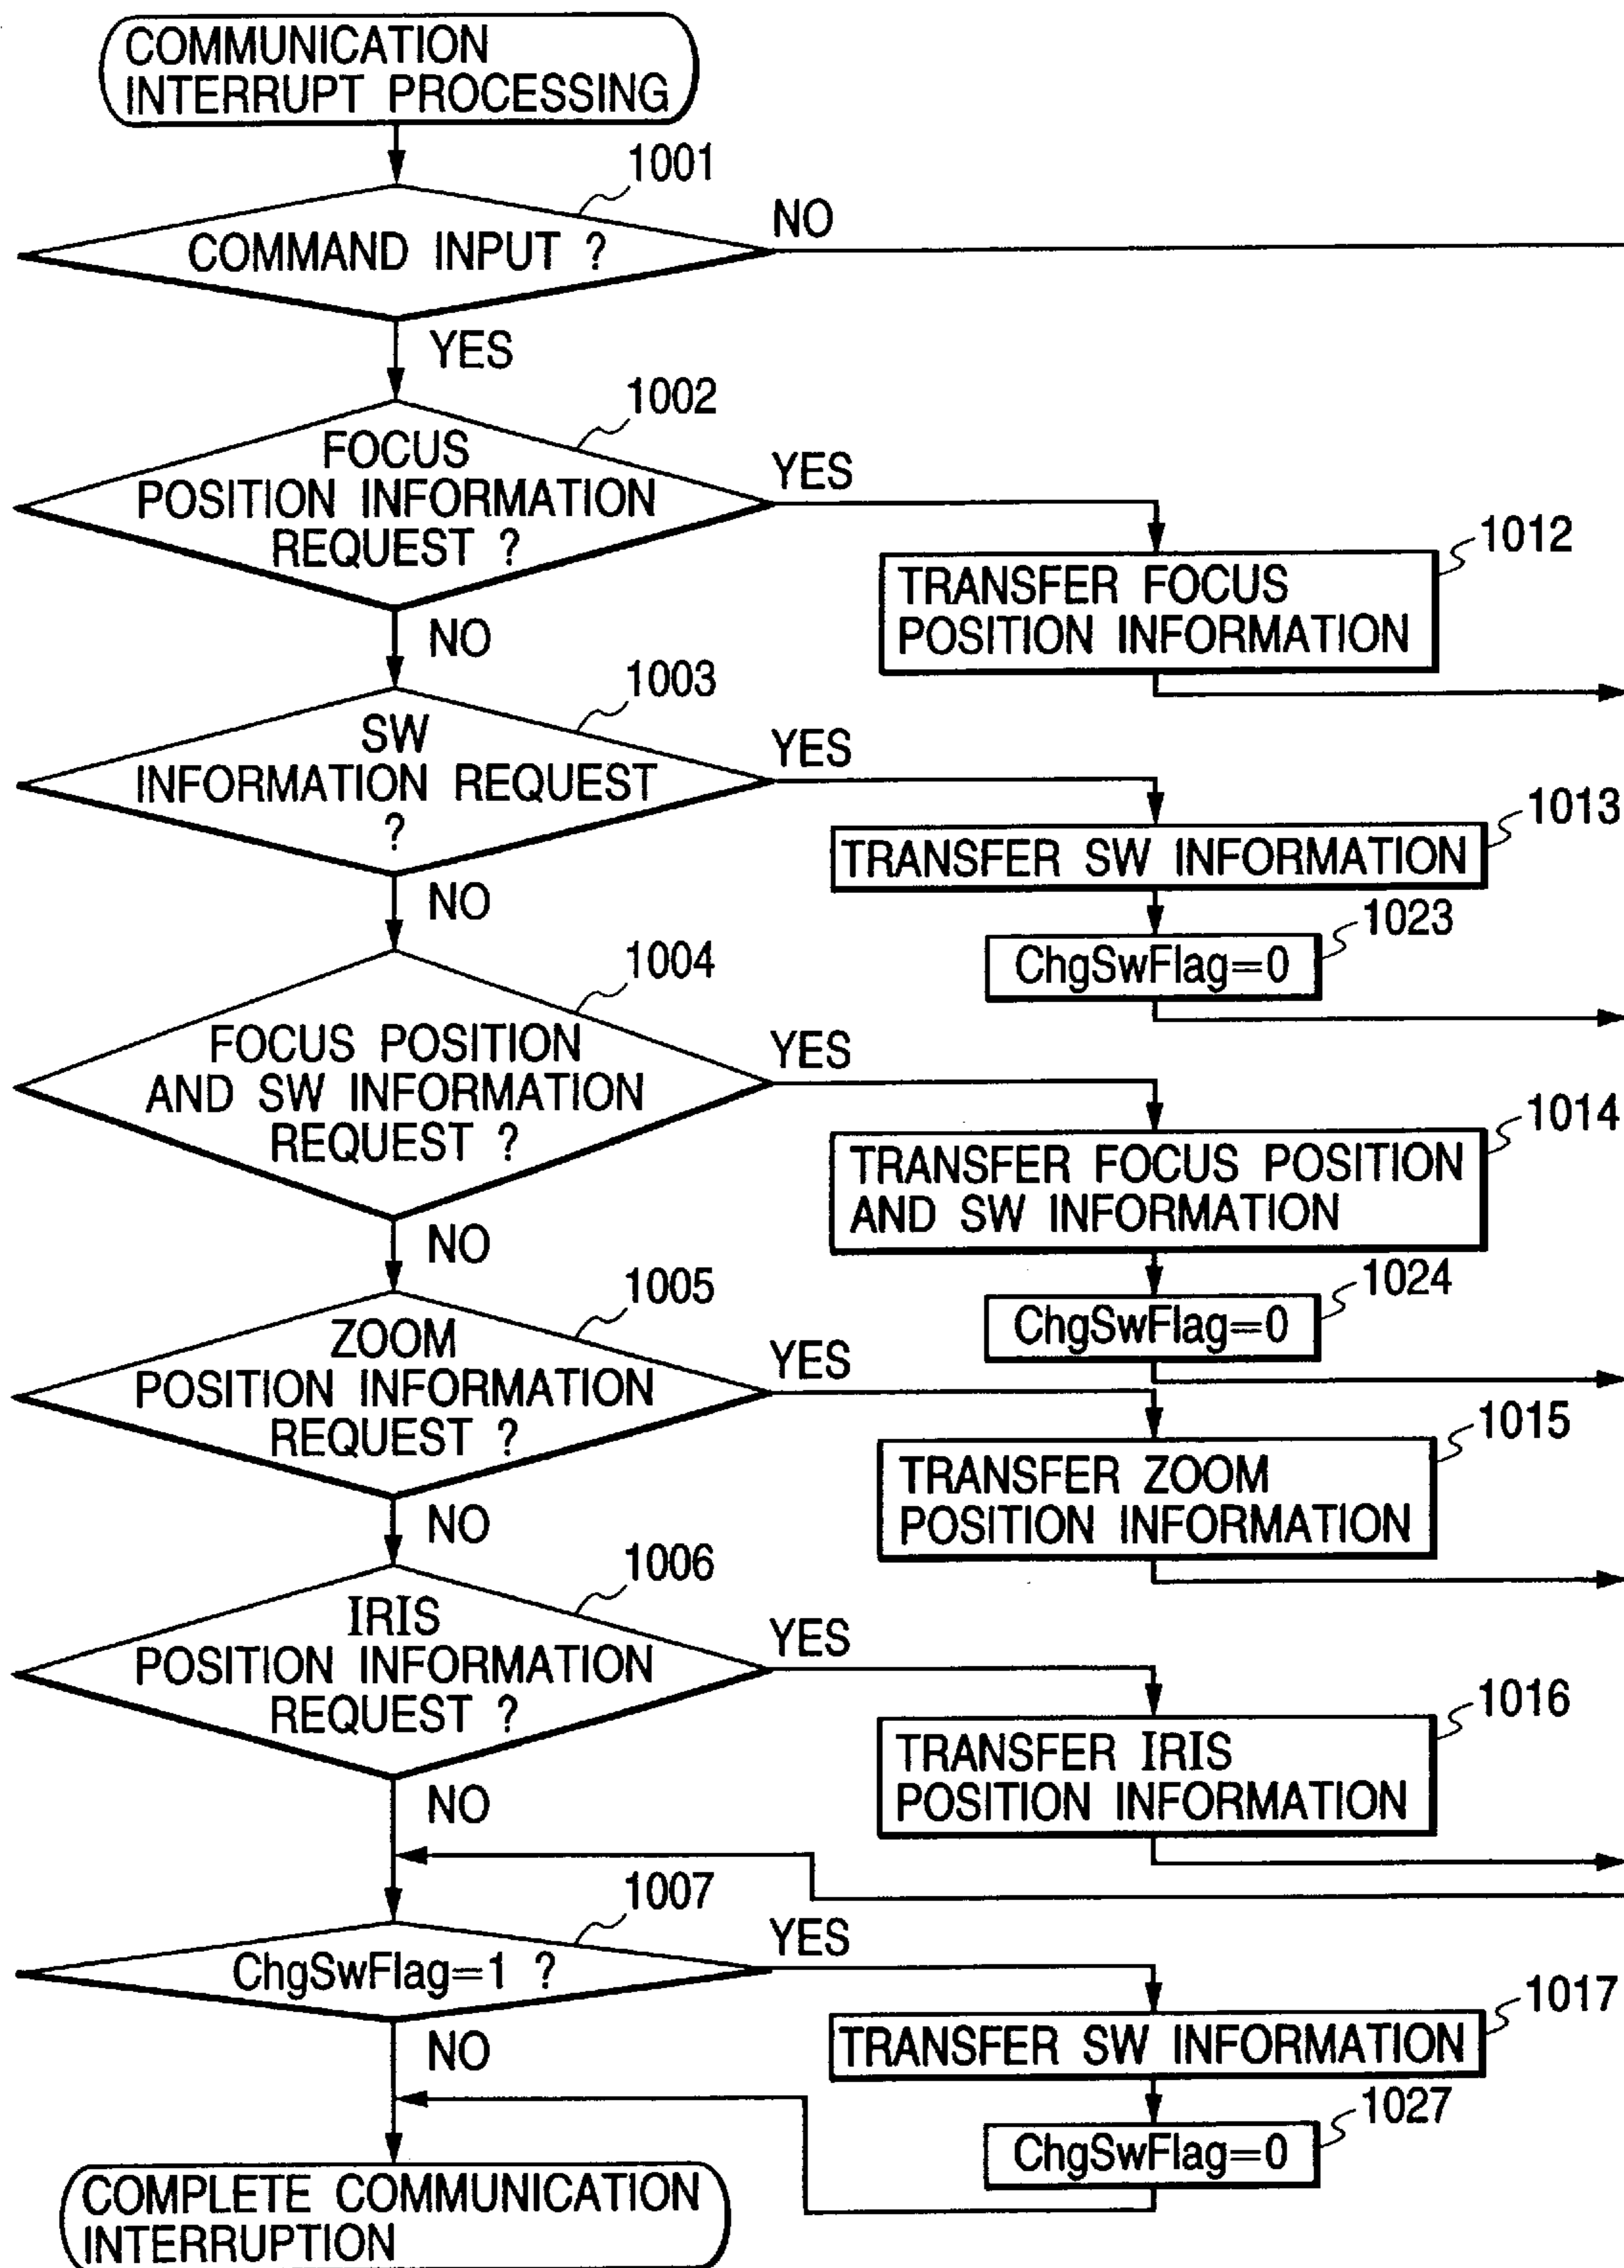 COMMUNICATION
INTERRUPT PROCESSING
1001
COMMAND INPUT ?
NO
YES
1002
FOCUS
POSITION INFORMATION
REQUEST ?
YES
1012
TRANSFER FOCUS
POSITION INFORMATION
NO
1003
SW
INFORMATION REQUEST
?
YES
1013
TRANSFER SW INFORMATION
1023
ChgSwFlag=0
NO
1004
FOCUS POSITION
AND SW INFORMATION
REQUEST ?
YES
1014
TRANSFER FOCUS POSITION
AND SW INFORMATION
1024
ChgSwFlag=0
NO
1005
ZOOM
POSITION INFORMATION
REQUEST ?
YES
1015
TRANSFER ZOOM
POSITION INFORMATION
NO
1006
IRIS
POSITION INFORMATION
REQUEST ?
YES
1016
TRANSFER IRIS
POSITION INFORMATION
NO
1007
ChgSwFlag=1 ?
YES
1017
TRANSFER SW INFORMATION
1027
ChgSwFlag=0
NO
COMPLETE COMMUNICATION
INTERRUPTION